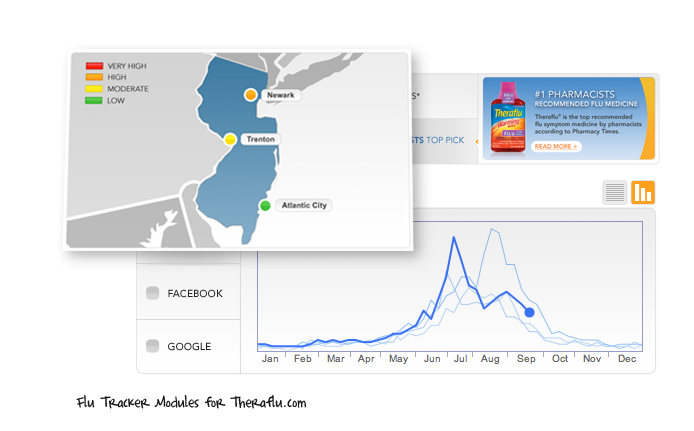 VERY HIGH
HIGH
MODERATE
LOW
Newark
Trenton
Atlantic City
TOP PICK
#1 PHARMACISTS
RECOMMENDED FLU MEDICINE
Theraflu® is the top recommended
flu symptom medicine by pharmacists
according to Pharmacy Times.
READ MORE >
Theraflu
Warming
FACEBOOK
GOOGLE
Jan Feb Mar Apr May Jun Jul Aug Sep Oct Nov Dec
Flu Tracker Modules for Theraflu.com